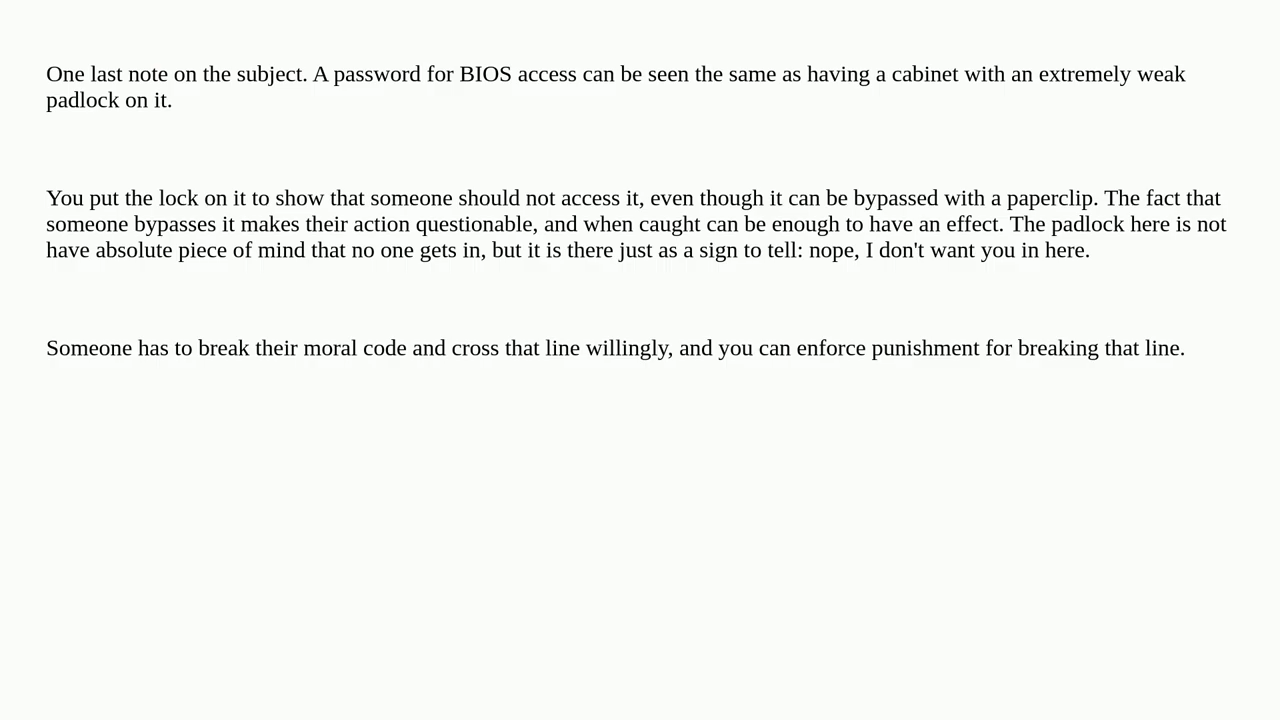 One last note on the subject. A password for BIOS access can be seen the same as having a cabinet with an extremely weak
padlock on it.
You put the lock on it to show that someone should not access it, even though it can be bypassed with a paperclip. The fact that
someone bypasses it makes their action questionable, and when caught can be enough to have an effect. The padlock here is not
have absolute piece of mind that no one gets in, but it is there just as a sign to tell: nope, I don't want you in here.
Someone has to break their moral code and cross that line willingly, and you can enforce punishment for breaking that line.